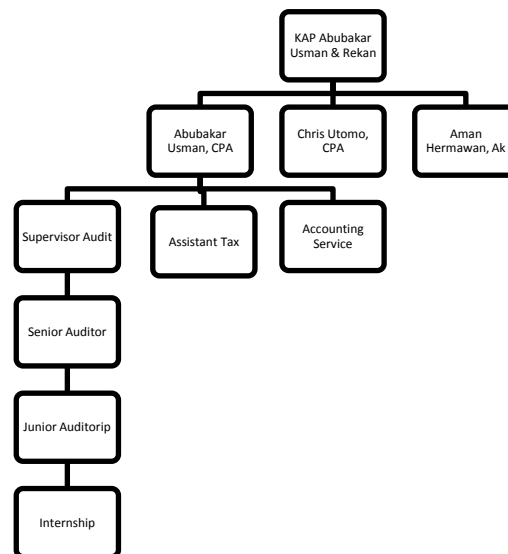 KAP Abubakar
Usman & Rekan
Abubakar
Usman, CPA
Chris Utomo,
CPA
Aman
Hermawan, Ak
Supervisor Audit
Assistant Tax
Accounting
Service
Senior Auditor
Junior Auditorip
Internship